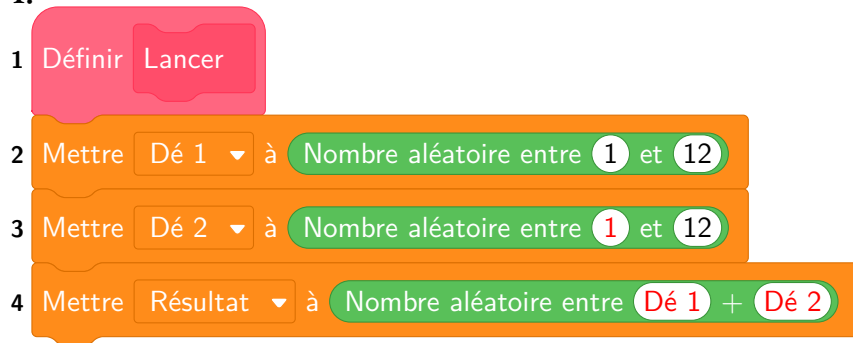 1 Définir Lancer
2 Mettre Dé 1 à Nombre aléatoire entre 1 et 12
3 Mettre Dé 2 à Nombre aléatoire entre 1 et 12
4 Mettre Résultat à Nombre aléatoire entre Dé 1 + Dé 2